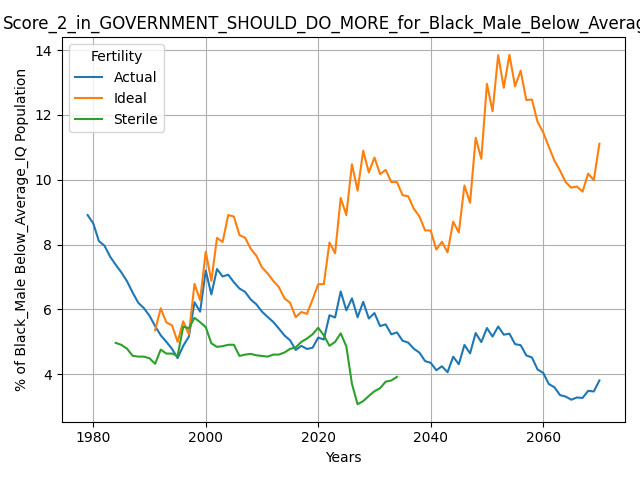 Score_2_in_GOVERNMENT_SHOULD_DO_MORE_for_Black_Male_Below_Averag
Fertility
Actual
Ideal
Sterile
% of Black_Male Below_Average_IQ Population
14
12
10
8
6
4
1980 2000 2020 2040 2060
Years